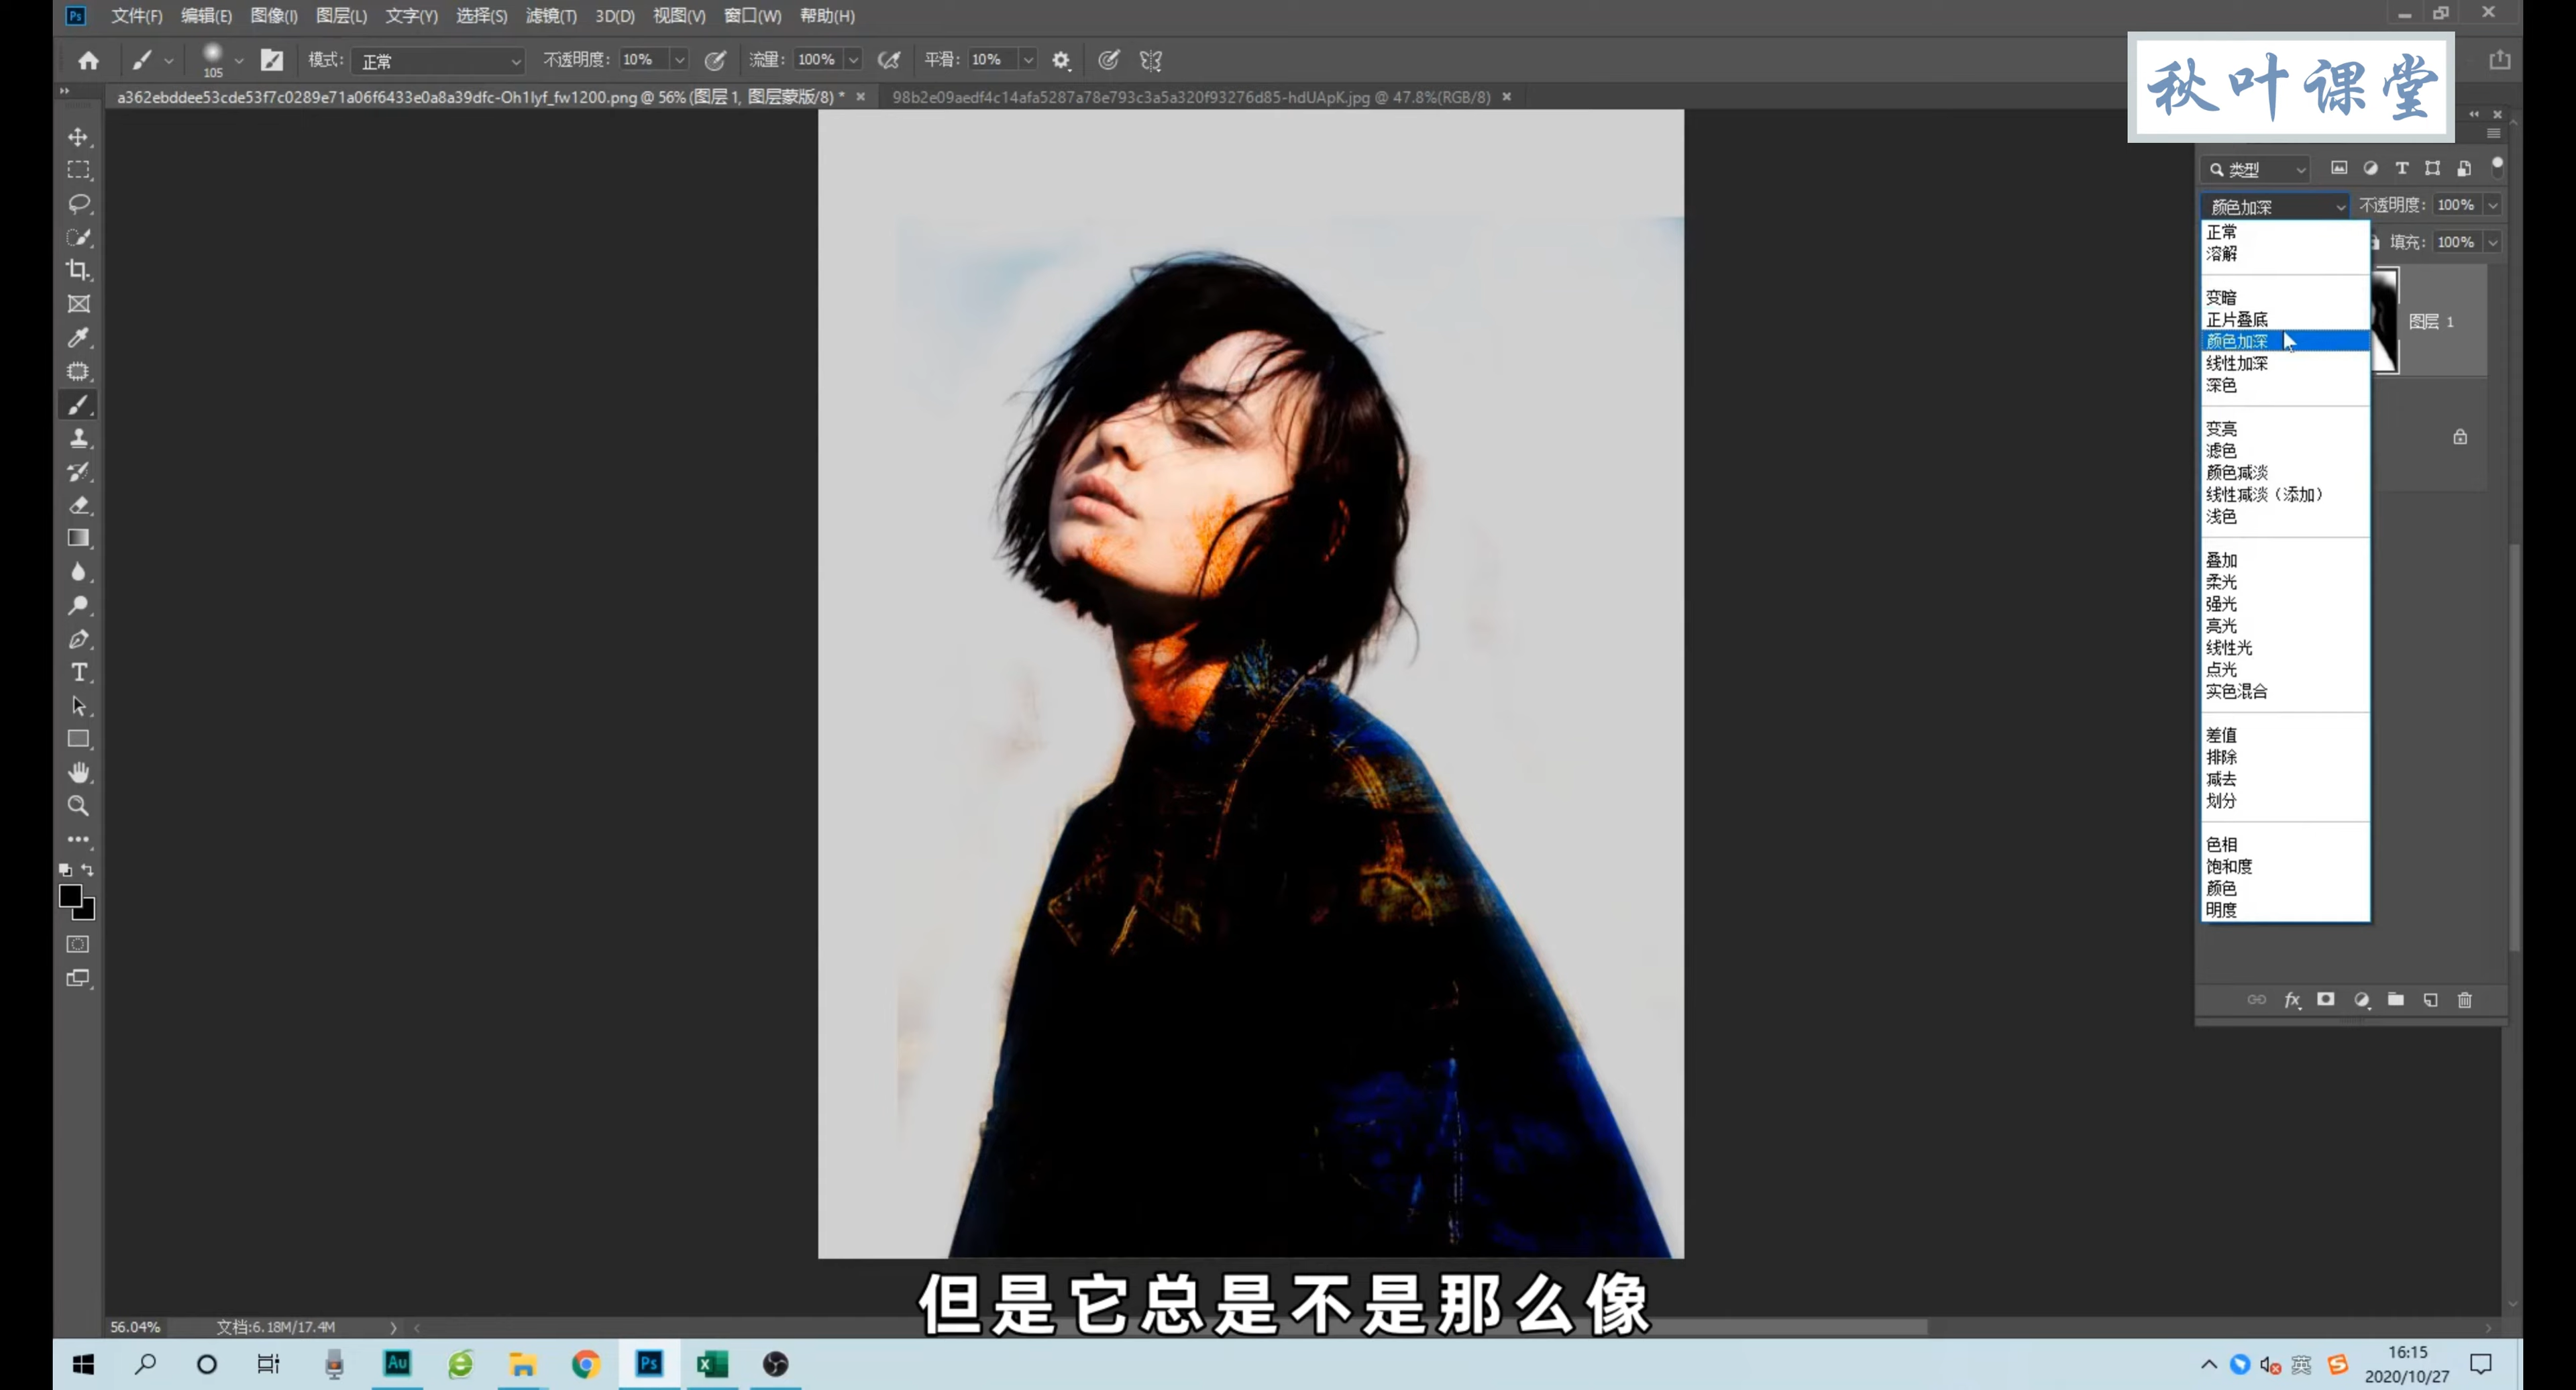 Ps 文件(F) 编辑(E) 图像(I) 图层(L) 文字(Y) 选择(S) 滤镜(T) 3D(D) 视图(V) 窗口(W) 帮助(H)
105 模式: 正常 不透明度: 10% 流量: 100% 平滑: 10%
秋叶课堂
a362ebddee53cde53f7c0289e71a06f6433e0a8a39dfc-Oh1lyf_fw1200.png @ 56%(图层 1, 图层蒙版/8) *
98b2e09aedf4c14afa5287a78e793c3a5a320f93276d85-hdUApK.jpg @ 47.8%(RGB/8)
类型
颜色加深 不透明度: 100%
填充: 100%
正常
溶解
变暗
正片叠底
颜色加深
线性加深
深色
变亮
滤色
颜色减淡
线性减淡（添加）
浅色
叠加
柔光
强光
亮光
线性光
点光
实色混合
差值
排除
减去
划分
色相
饱和度
颜色
明度
图层 1
fx
但是它总是不是那么像
56.04% 文档:6.18M/17.4M
Au Ps 英
16:15
2020/10/27